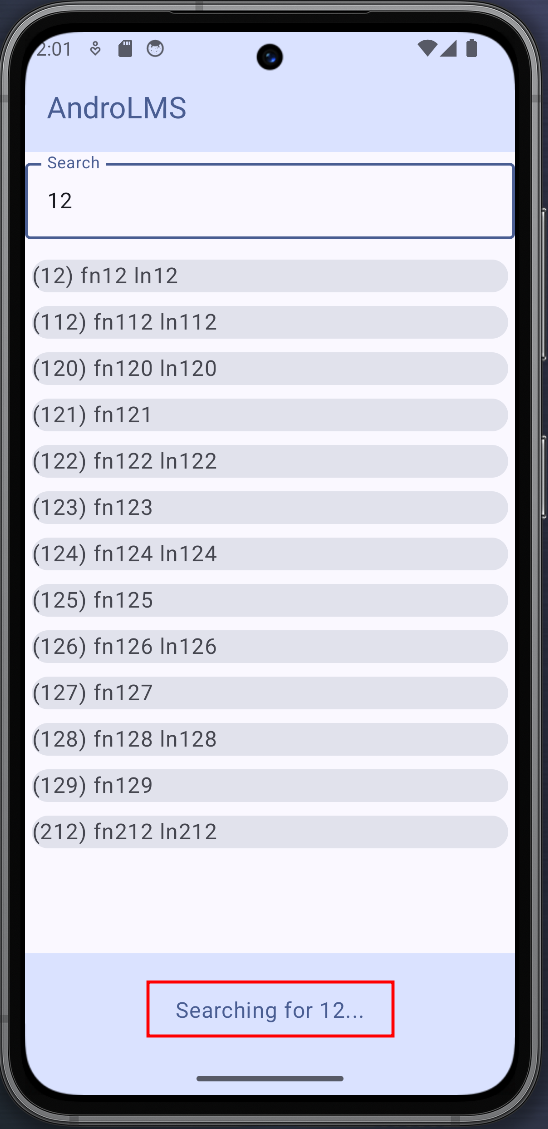 2:01
AndroLMS
Search
12
(12) fn12 ln12
(112) fn112 ln112
(120) fn120 ln120
(121) fn121
(122) fn122 ln122
(123) fn123
(124) fn124 ln124
(125) fn125
(126) fn126 ln126
(127) fn127
(128) fn128 ln128
(129) fn129
(212) fn212 ln212
Searching for 12...